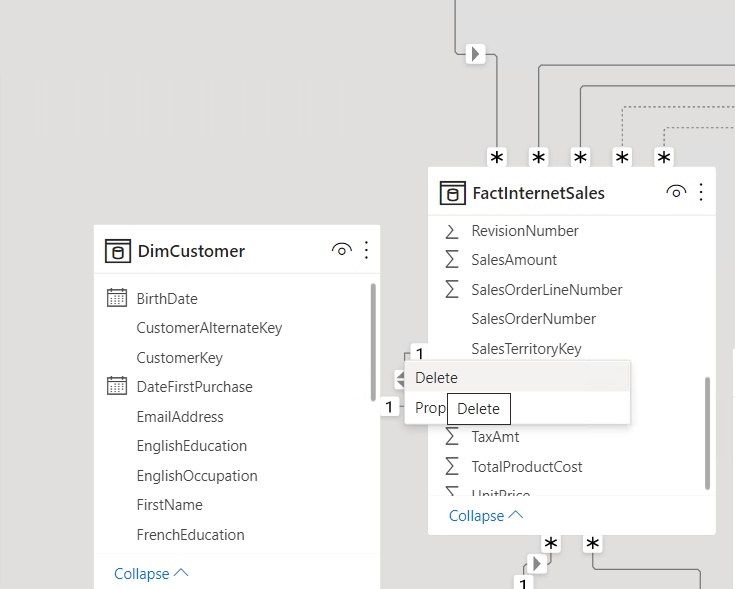 * * * * *
FactInternetSales
RevisionNumber
SalesAmount
SalesOrderLineNumber
SalesOrderNumber
SalesTerritoryKey
TaxAmt
TotalProductCost
UnitPrice
Collapse
DimCustomer
BirthDate
CustomerAlternateKey
CustomerKey
DateFirstPurchase
EmailAddress
EnglishEducation
EnglishOccupation
FirstName
FrenchEducation
Collapse
1
Delete
1
Prop
Delete
* *
1